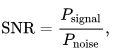 SNR = P_signal / P_noise,